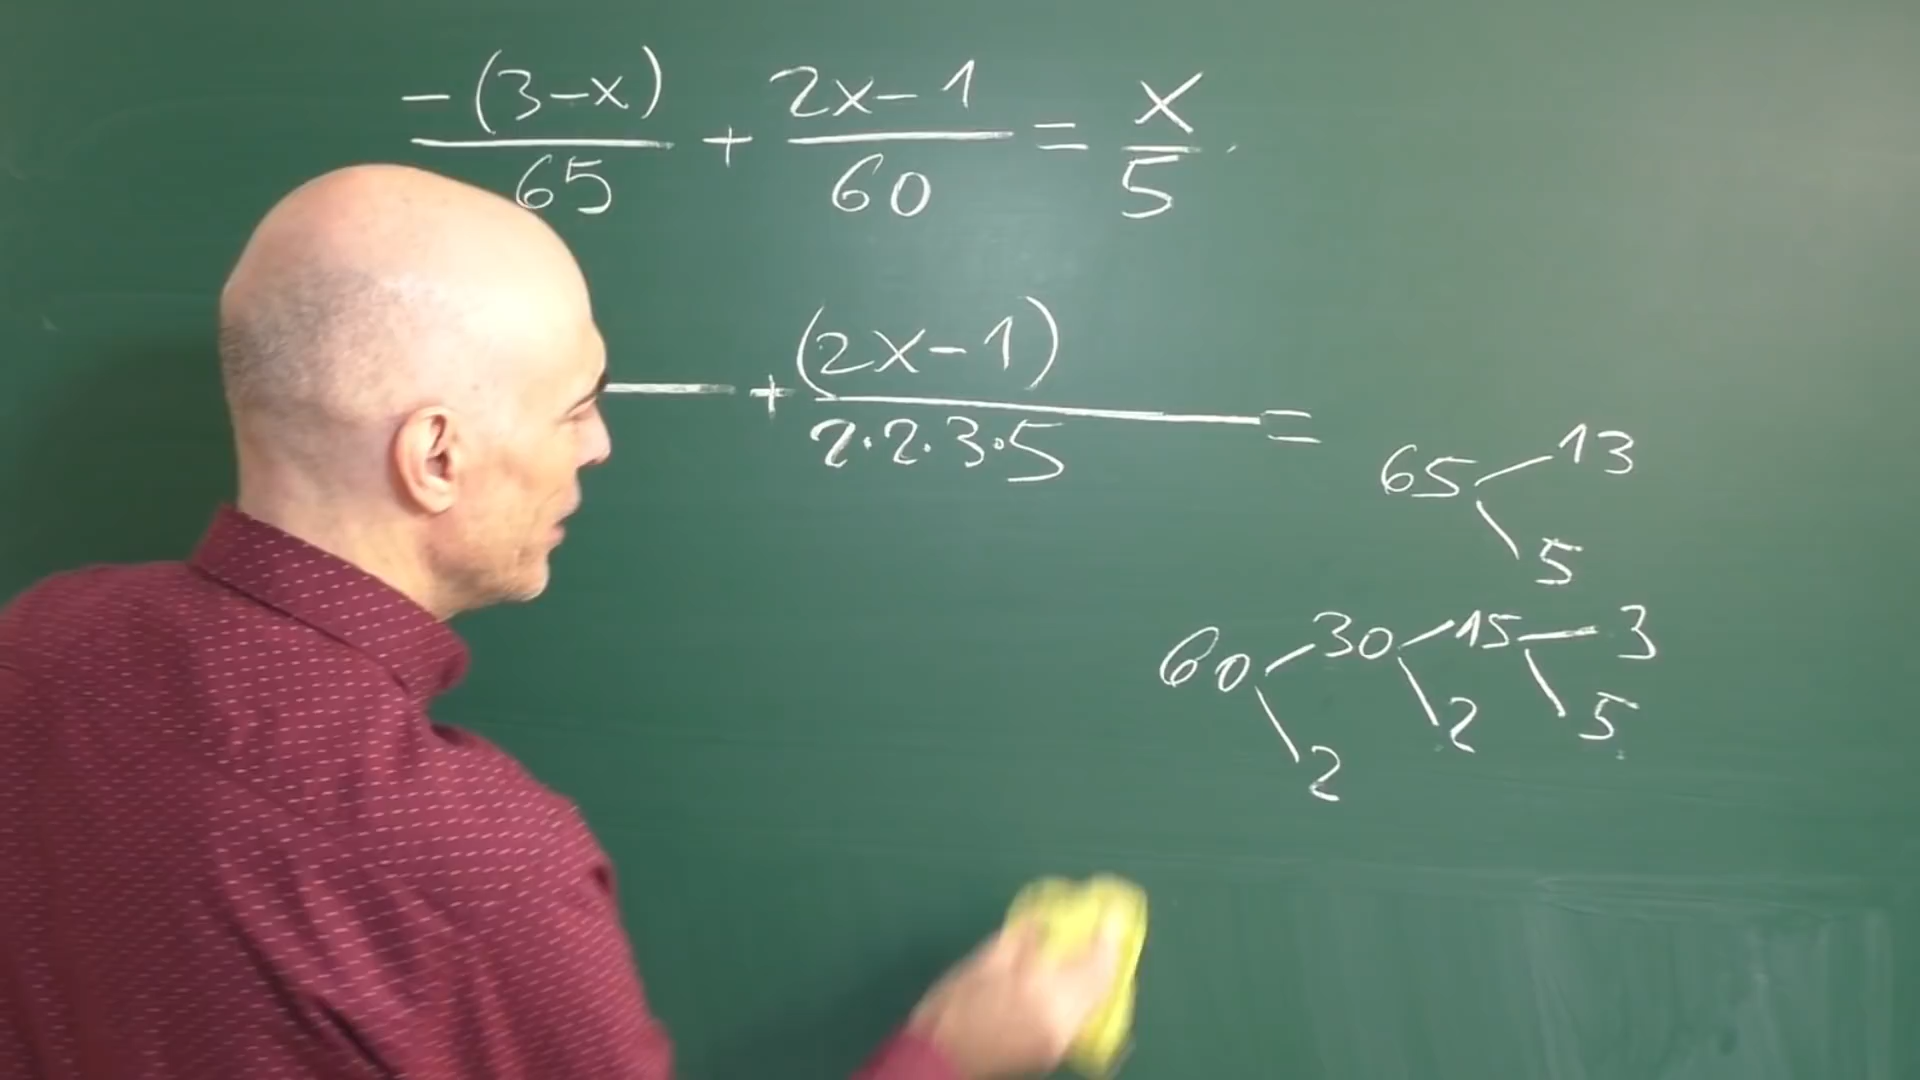 -(3-x)/65 + 2x-1/60 = x/5
+ (2x-1)/2·2·3·5 =
65 13
5
60 30 15 3
2 2 5